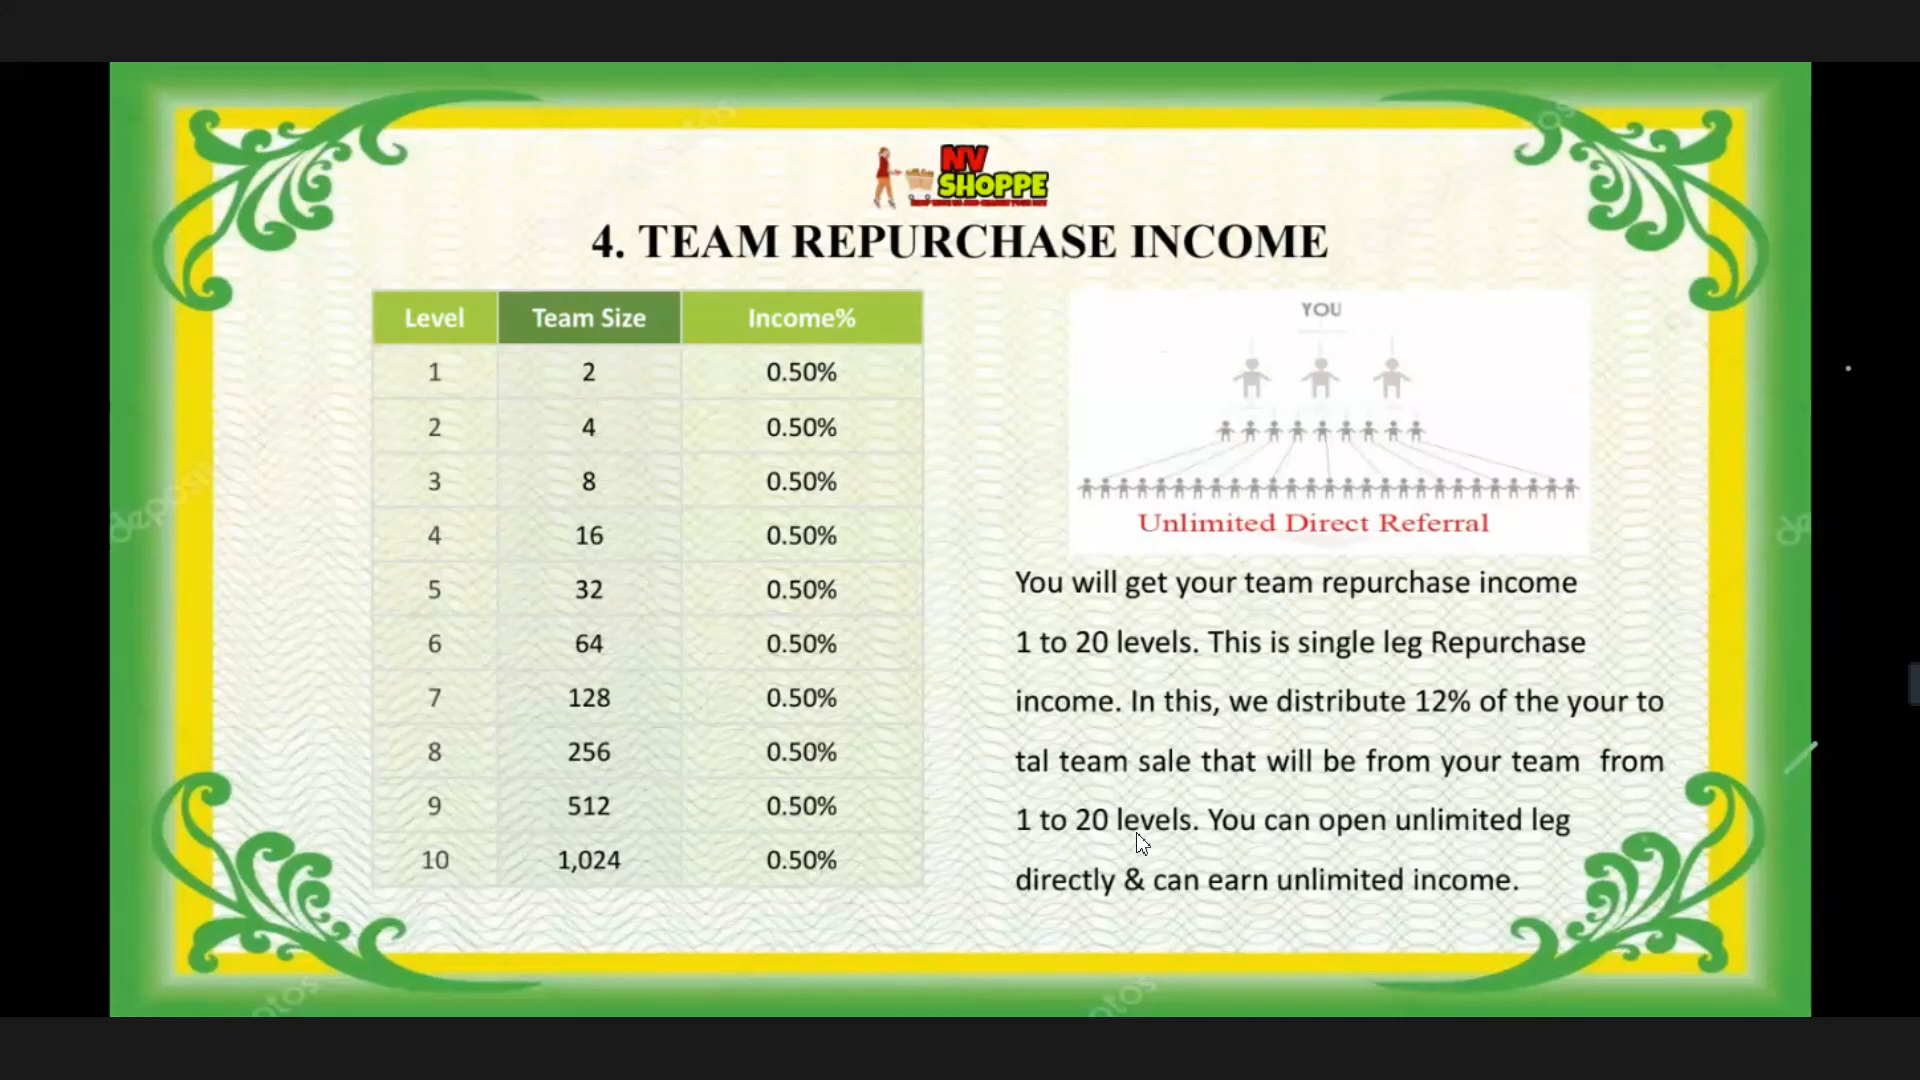 NV
SHOPPE
4. TEAM REPURCHASE INCOME
Level Team Size Income%
1 2 0.50%
2 4 0.50%
3 8 0.50%
4 16 0.50%
5 32 0.50%
6 64 0.50%
7 128 0.50%
8 256 0.50%
9 512 0.50%
10 1,024 0.50%
YOU
Unlimited Direct Referral
You will get your team repurchase income
1 to 20 levels. This is single leg Repurchase
income. In this, we distribute 12% of the your to
tal team sale that will be from your team from
1 to 20 levels. You can open unlimited leg
directly & can earn unlimited income.